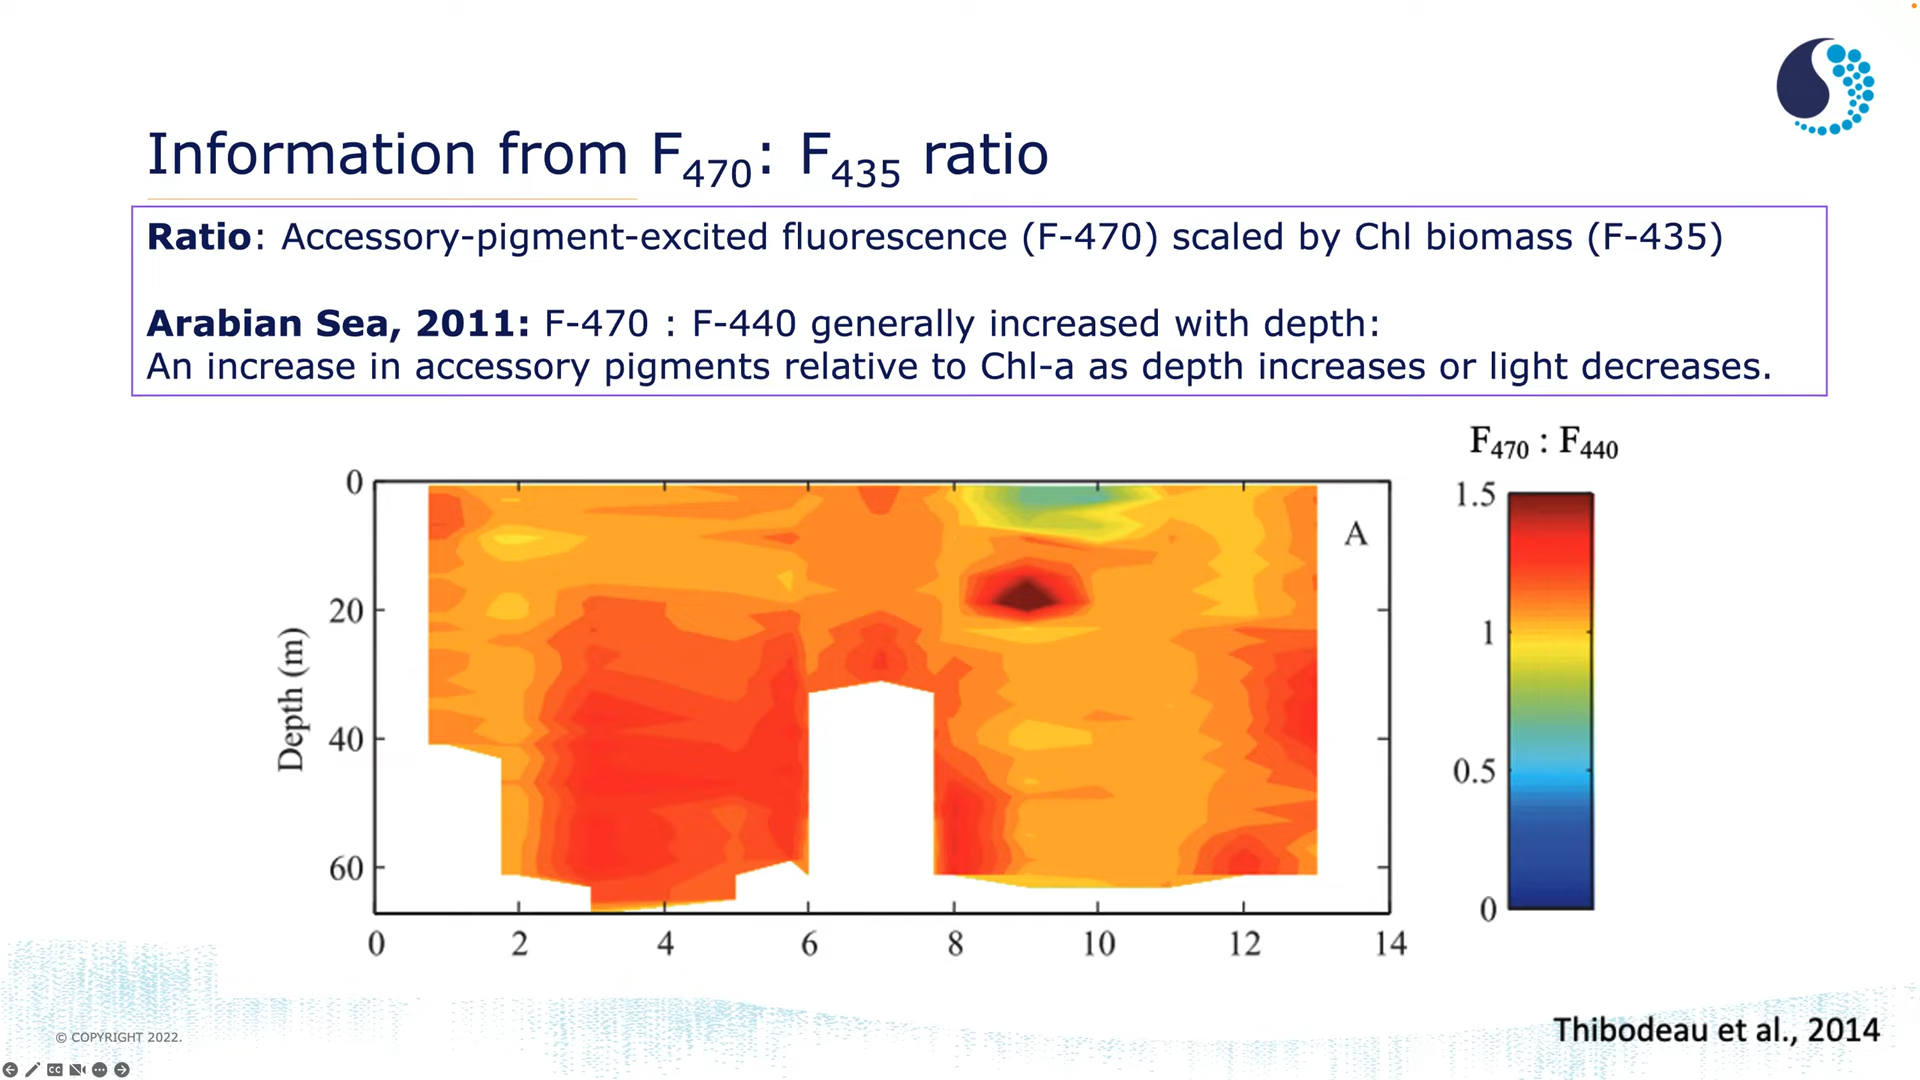 Information from F470: F435 ratio
Ratio: Accessory-pigment-excited fluorescence (F-470) scaled by Chl biomass (F-435)
Arabian Sea, 2011: F-470 : F-440 generally increased with depth:
An increase in accessory pigments relative to Chl-a as depth increases or light decreases.
F470 : F440
1.5
1
0.5
0
A
Depth (m)
0
20
40
60
0 2 4 6 8 10 12 14
Thibodeau et al., 2014
© COPYRIGHT 2022.
CC